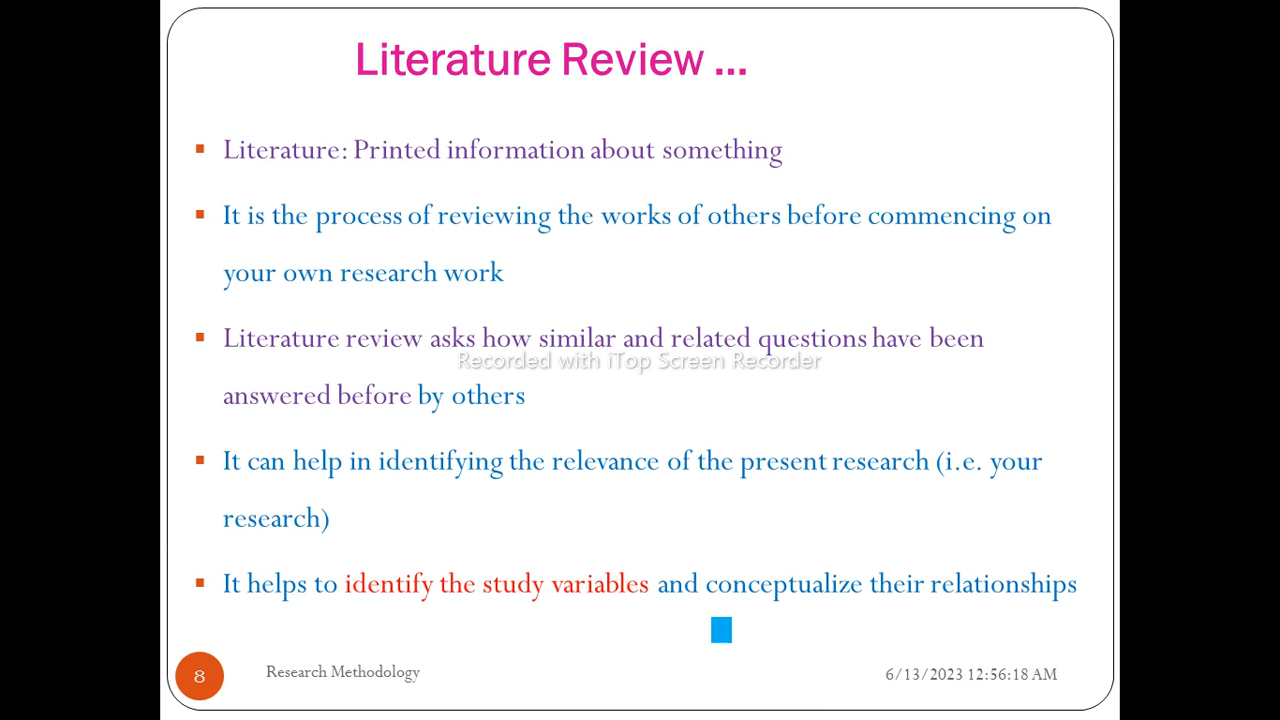 Literature Review ...
Literature: Printed information about something
It is the process of reviewing the works of others before commencing on
your own research work
Literature review asks how similar and related questions have been
Recorded with iTop Screen Recorder
answered before by others
It can help in identifying the relevance of the present research (i.e. your
research)
It helps to identify the study variables and conceptualize their relationships
8
Research Methodology
6/13/2023 12:56:18 AM